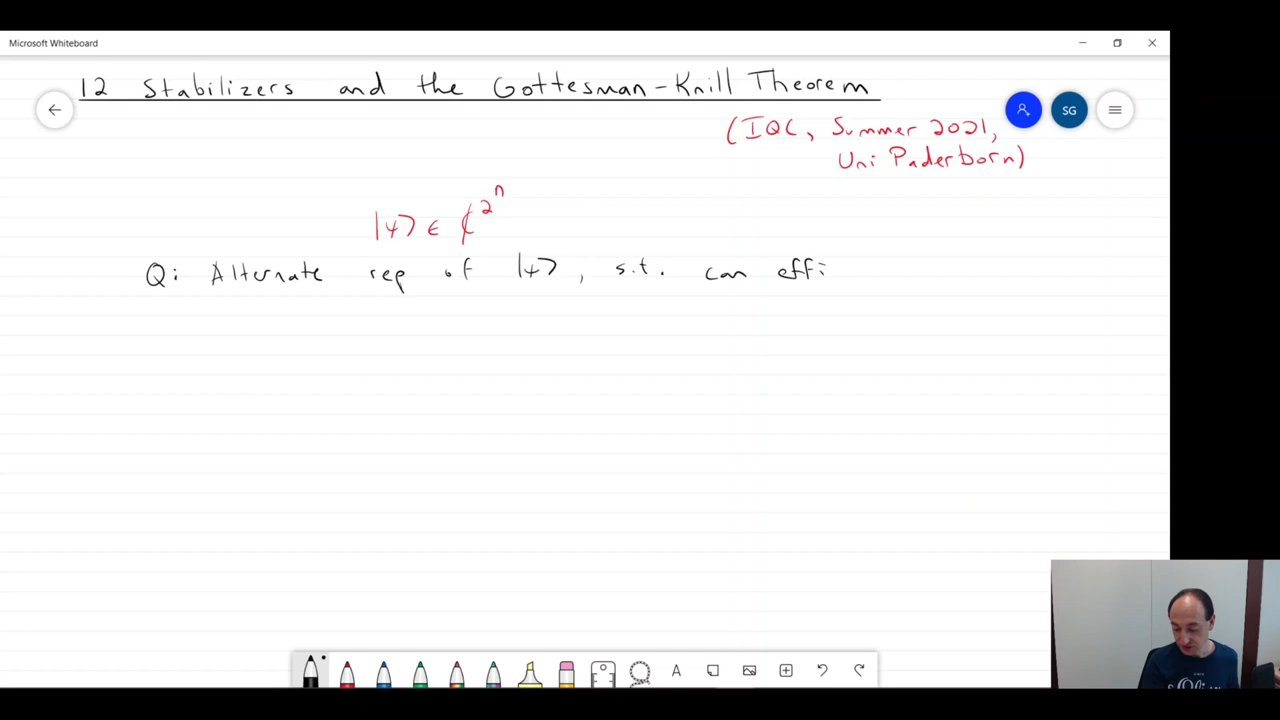 Microsoft Whiteboard
12 Stabilizers and the Gottesman-Knill Theorem
SG
(IQC, Summer 2021,
Uni Paderborn)
|ψ⟩ ∈ ℂ^2^n
Q: Alternate rep of |ψ⟩, s.t. can effi
A